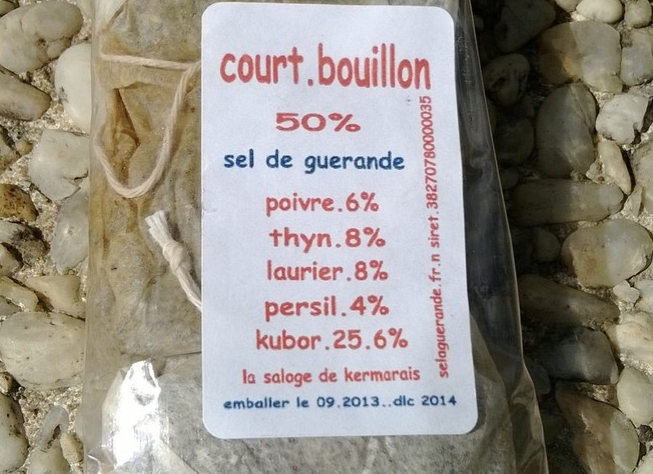 court.bouillon
50%
sel de guerande
poivre.6%
thyn.8%
laurier.8%
persil.4%
kubor.25.6%
la saloge de kermarais
emballer le 09.2013..dlc 2014
selaguerande.fr.n siret.38270780000035